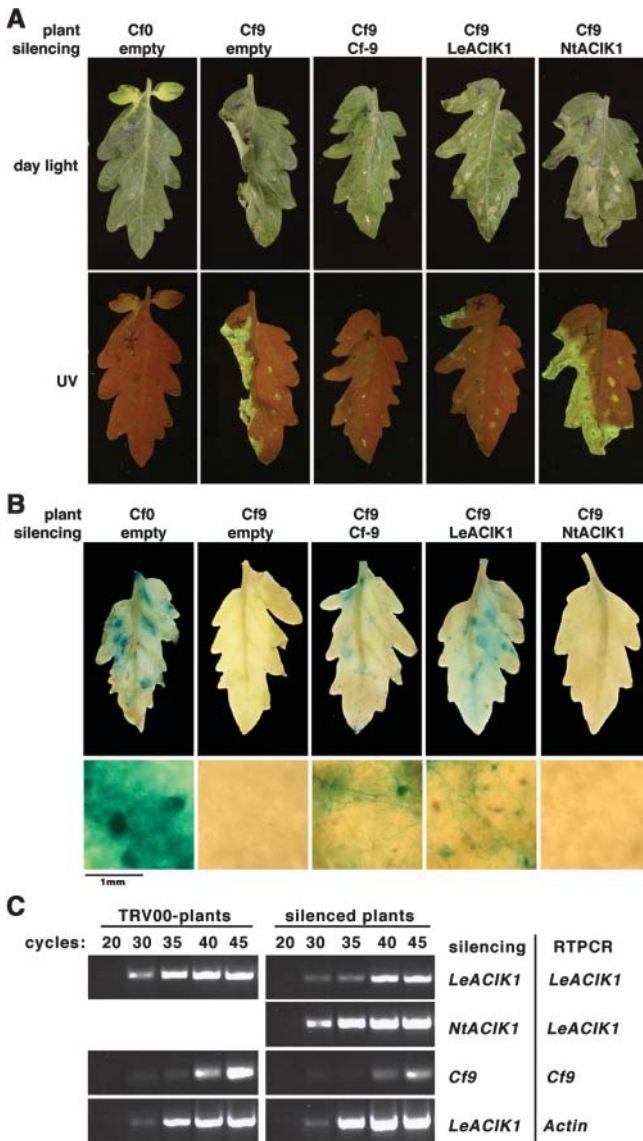 A
plant Cf0 Cf9 Cf9 Cf9 Cf9
silencing empty empty Cf-9 LeACIK1 NtACIK1
day light
UV
B
plant Cf0 Cf9 Cf9 Cf9 Cf9
silencing empty empty Cf-9 LeACIK1 NtACIK1
1mm
C
TRV00-plants silenced plants
cycles: 20 30 35 40 45 20 30 35 40 45 silencing RTPCR
LeACIK1 LeACIK1
NtACIK1 LeACIK1
Cf9 Cf9
LeACIK1 Actin